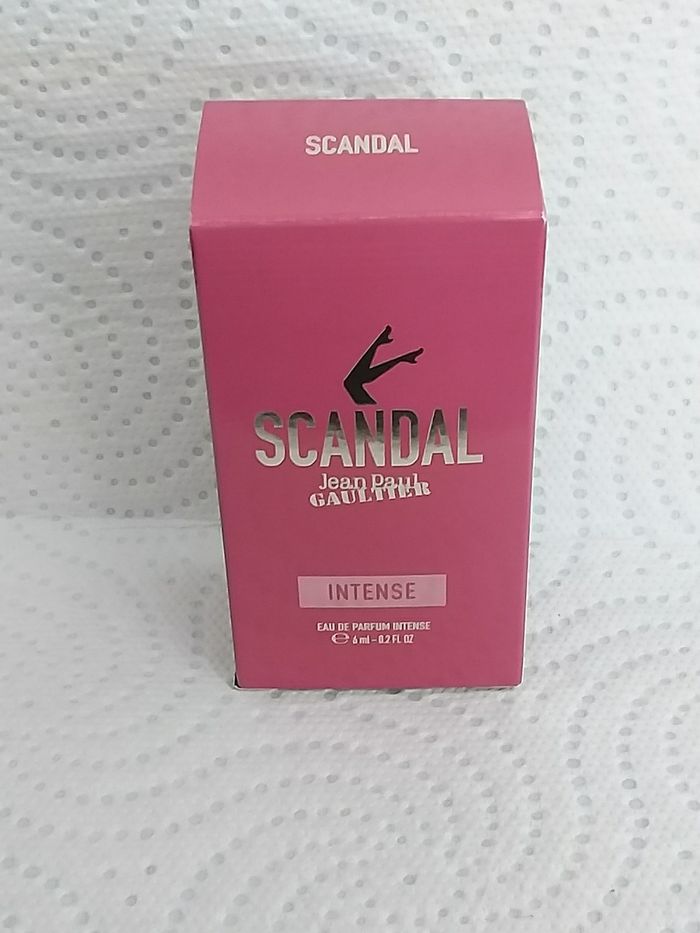 SCANDAL
SCANDAL
Jean Paul
GAULTIER
INTENSE
EAU DE PARFUM INTENSE
℮ 6 ml – 0.2 FL OZ